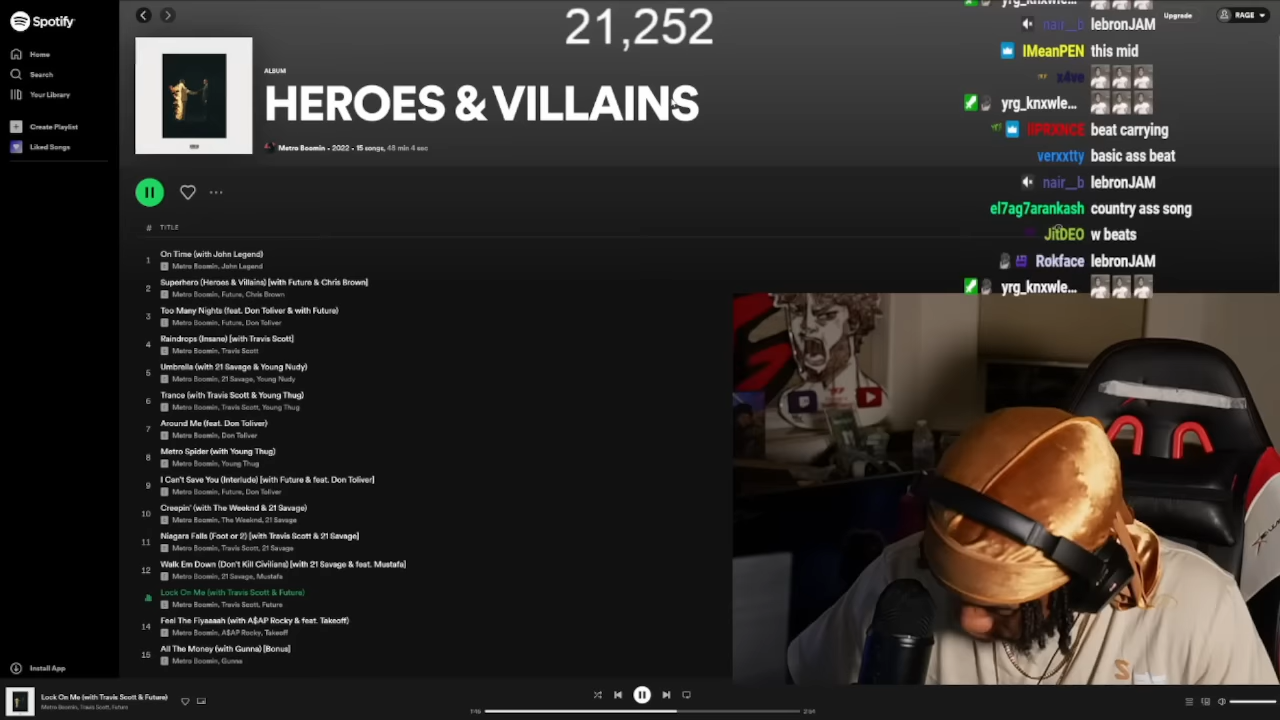 Spotify
Home
Search
Your Library
Create Playlist
Liked Songs
Install App
21,252
Upgrade
RAGE
ALBUM
HEROES & VILLAINS
Metro Boomin • 2022 • 15 songs, 48 min 4 sec
# TITLE
1 On Time (with John Legend)
Metro Boomin, John Legend
2 Superhero (Heroes & Villains) [with Future & Chris Brown]
Metro Boomin, Future, Chris Brown
3 Too Many Nights (feat. Don Toliver & with Future)
Metro Boomin, Future, Don Toliver
4 Raindrops (Insane) [with Travis Scott]
Metro Boomin, Travis Scott
5 Umbrella (with 21 Savage & Young Nudy)
Metro Boomin, 21 Savage, Young Nudy
6 Trance (with Travis Scott & Young Thug)
Metro Boomin, Travis Scott, Young Thug
7 Around Me (feat. Don Toliver)
Metro Boomin, Don Toliver
8 Metro Spider (with Young Thug)
Metro Boomin, Young Thug
9 I Can't Save You (Interlude) [with Future & feat. Don Toliver]
Metro Boomin, Future, Don Toliver
10 Creepin' (with The Weeknd & 21 Savage)
Metro Boomin, The Weeknd, 21 Savage
11 Niagara Falls (Foot or 2) [with Travis Scott & 21 Savage]
Metro Boomin, Travis Scott, 21 Savage
12 Walk Em Down (Don't Kill Civilians) [with 21 Savage & feat. Mustafa]
Metro Boomin, 21 Savage, Mustafa
Lock On Me (with Travis Scott & Future)
Metro Boomin, Travis Scott, Future
14 Feel The Fiyaaaah (with A$AP Rocky & feat. Takeoff)
Metro Boomin, A$AP Rocky, Takeoff
15 All The Money (with Gunna) [Bonus]
Metro Boomin, Gunna
yrg_knxwle...
nair__b lebronJAM
IMeanPEN this mid
x4ve
yrg_knxwle...
IIPRXNCE beat carrying
verxxtty basic ass beat
nair__b lebronJAM
el7ag7arankash country ass song
JitDEO w beats
Rokface lebronJAM
yrg_knxwle...
Lock On Me (with Travis Scott & Future)
Metro Boomin, Travis Scott, Future